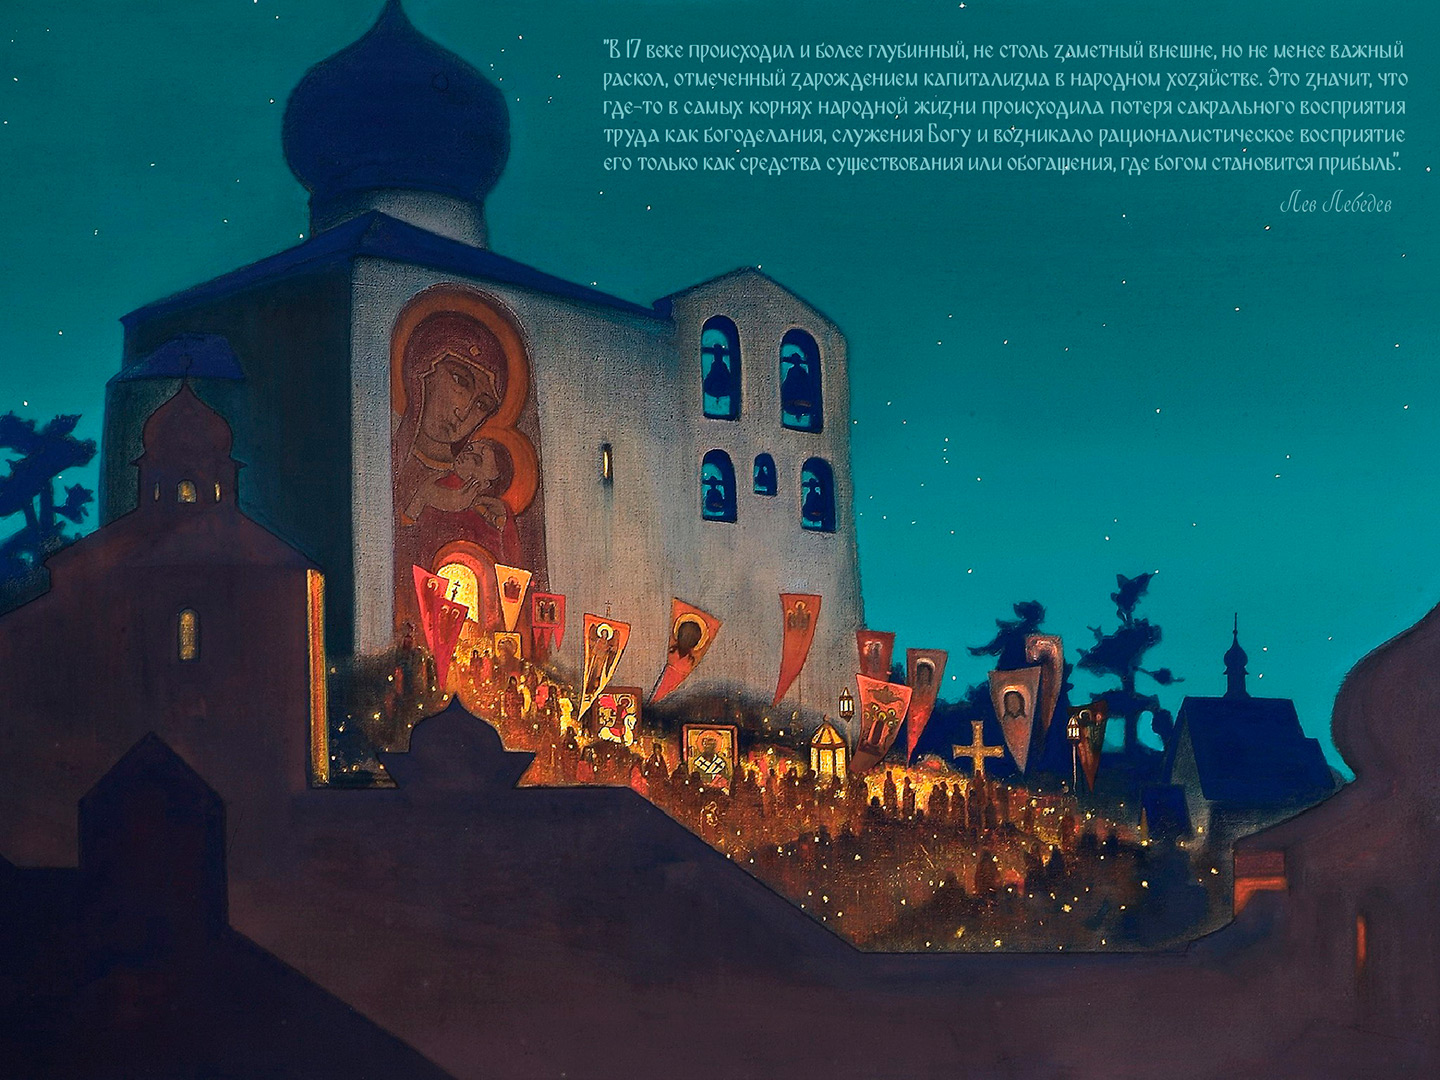 "В 17 веке происходил и более глубинный, не столь заметный внешне, но не менее важный
раскол, отмеченный зарождением капитализма в народном хозяйстве. Это значит, что
где-то в самых корнях народной жизни происходила потеря сакрального восприятия
труда как богоделания, служения Богу и возникало рационалистическое восприятие
его только как средства существования или обогащения, где богом становится прибыль".
Лев Лебедев